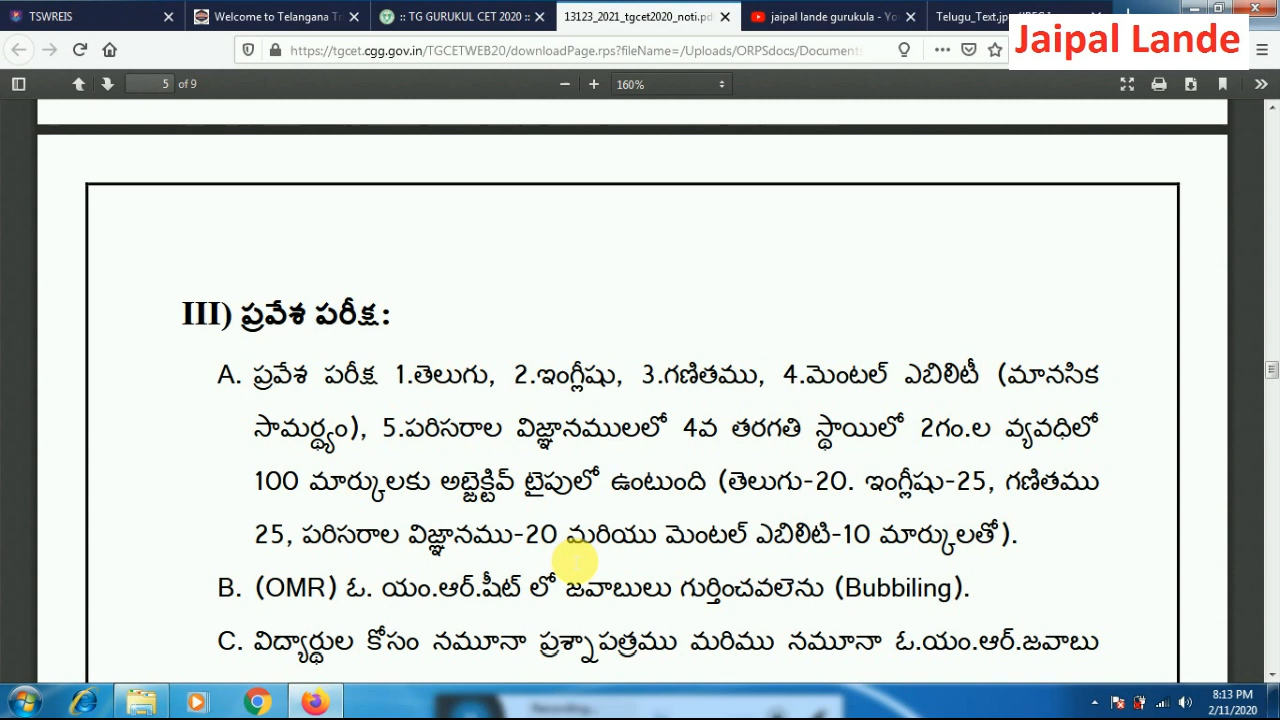 TSWREIS
Welcome to Telangana Tr
:: TG GURUKUL CET 2020 ::
13123_2021_tgcet2020_noti.pd
jaipal lande gurukula - Yo
Jaipal Lande
https://tgcet.cgg.gov.in/TGCETWEB20/downloadPage.rps?fileName=/Uploads/ORPSdocs/Document
5 of 9
160%
III) ప్రవేశ పరీక్ష:
A. ప్రవేశ పరీక్ష 1.తెలుగు, 2.ఇంగ్లీషు, 3.గణితము, 4.మెంటల్ ఎబిలిటీ (మానసిక
సామర్థ్యం), 5.పరిసరాల విజ్ఞానములలో 4వ తరగతి స్థాయిలో 2గం.ల వ్యవధిలో
100 మార్కులకు అబ్జెక్టివ్ టైపులో ఉంటుంది (తెలుగు-20. ఇంగ్లీషు-25, గణితము
25, పరిసరాల విజ్ఞానము-20 మరియు మెంటల్ ఎబిలిటి-10 మార్కులతో).
B. (OMR) ఓ. యం.ఆర్.షీట్ లో జవాబులు గుర్తించవలెను (Bubbiling).
C. విద్యార్థుల కోసం నమూనా ప్రశ్నాపత్రము మరిము నమూనా ఓ.యం.ఆర్.జవాబు
8:13 PM
2/11/2020